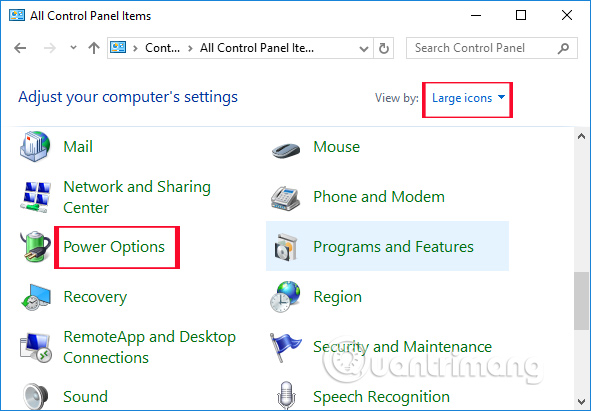 All Control Panel Items
Cont... All Control Panel Ite... Search Control Panel
Adjust your computer's settings View by: Large icons
Mail Mouse
Network and Sharing
Center
Phone and Modem
Power Options Programs and Features
Recovery Region
RemoteApp and Desktop
Connections
Security and Maintenance
Sound Speech Recognition
uantrimang